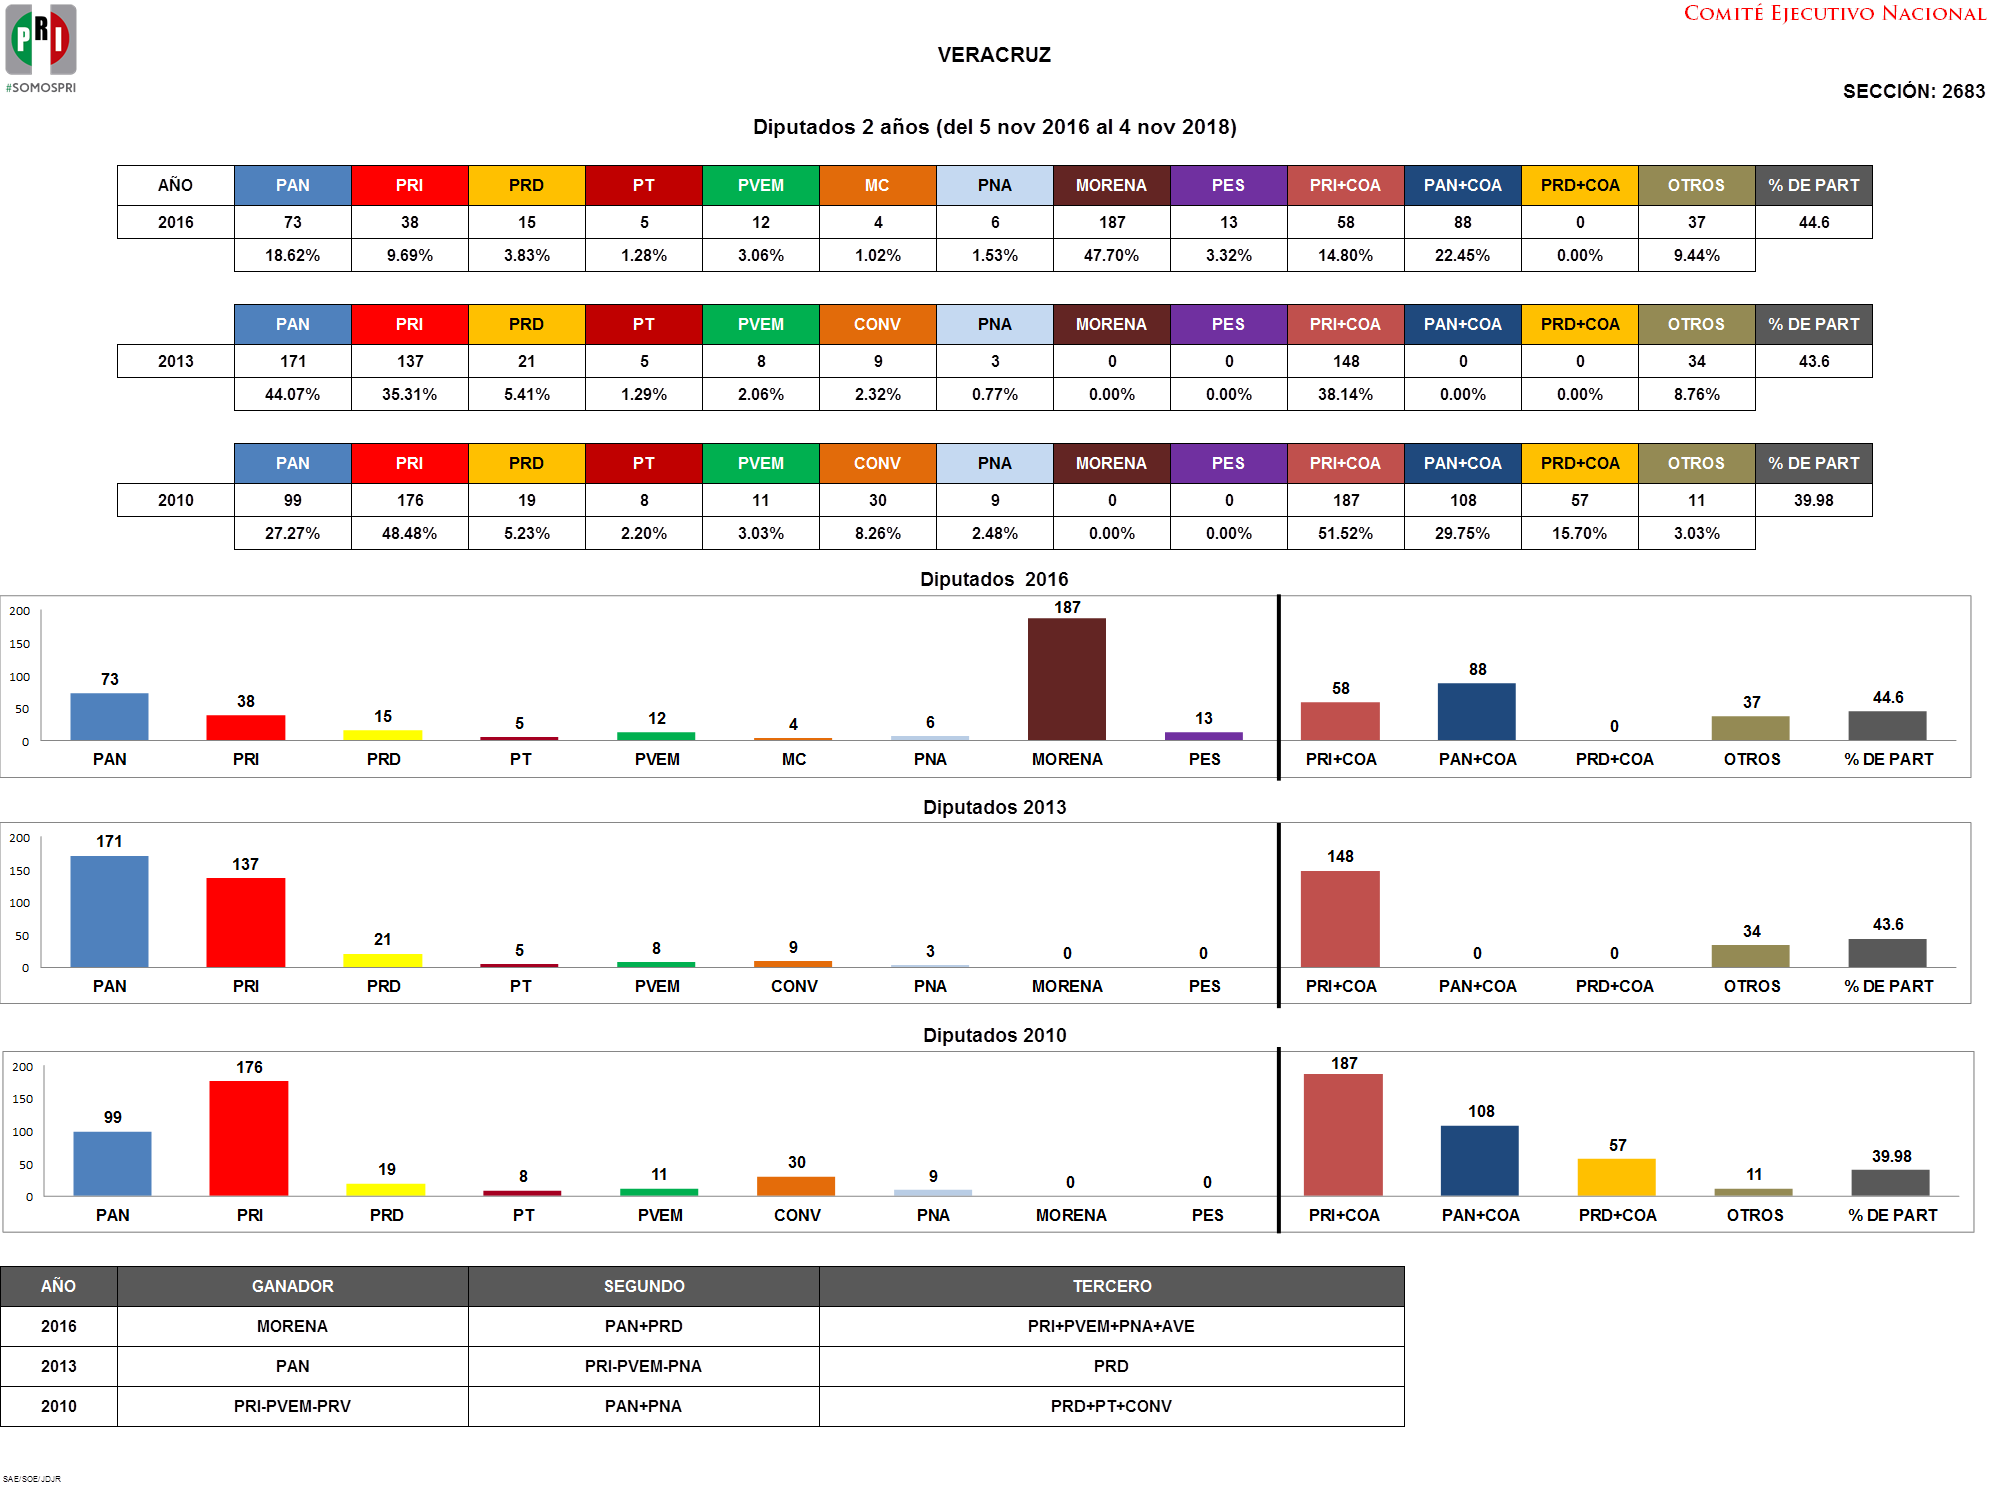 PRI
#SOMOSPRI
COMITÉ EJECUTIVO NACIONAL
VERACRUZ
SECCIÓN: 2683
Diputados 2 años (del 5 nov 2016 al 4 nov 2018)
AÑO PAN PRI PRD PT PVEM MC PNA MORENA PES PRI+COA PAN+COA PRD+COA OTROS % DE PART
2016 73 38 15 5 12 4 6 187 13 58 88 0 37 44.6
18.62% 9.69% 3.83% 1.28% 3.06% 1.02% 1.53% 47.70% 3.32% 14.80% 22.45% 0.00% 9.44%
PAN PRI PRD PT PVEM CONV PNA MORENA PES PRI+COA PAN+COA PRD+COA OTROS % DE PART
2013 171 137 21 5 8 9 3 0 0 148 0 0 34 43.6
44.07% 35.31% 5.41% 1.29% 2.06% 2.32% 0.77% 0.00% 0.00% 38.14% 0.00% 0.00% 8.76%
PAN PRI PRD PT PVEM CONV PNA MORENA PES PRI+COA PAN+COA PRD+COA OTROS % DE PART
2010 99 176 19 8 11 30 9 0 0 187 108 57 11 39.98
27.27% 48.48% 5.23% 2.20% 3.03% 8.26% 2.48% 0.00% 0.00% 51.52% 29.75% 15.70% 3.03%
Diputados 2016
200
150
100
50
0
73 38 15 5 12 4 6 187 13 58 88 0 37 44.6
PAN PRI PRD PT PVEM MC PNA MORENA PES PRI+COA PAN+COA PRD+COA OTROS % DE PART
Diputados 2013
200
150
100
50
0
171 137 21 5 8 9 3 0 0 148 0 0 34 43.6
PAN PRI PRD PT PVEM CONV PNA MORENA PES PRI+COA PAN+COA PRD+COA OTROS % DE PART
Diputados 2010
200
150
100
50
0
99 176 19 8 11 30 9 0 0 187 108 57 11 39.98
PAN PRI PRD PT PVEM CONV PNA MORENA PES PRI+COA PAN+COA PRD+COA OTROS % DE PART
AÑO GANADOR SEGUNDO TERCERO
2016 MORENA PAN+PRD PRI+PVEM+PNA+AVE
2013 PAN PRI-PVEM-PNA PRD
2010 PRI-PVEM-PRV PAN+PNA PRD+PT+CONV
SAE/SOE/JDJR